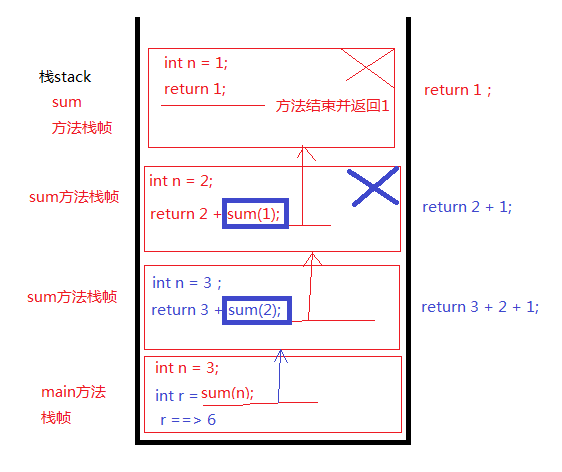 int n = 1;
return 1;
方法结束并返回1
栈stack
sum
方法栈帧
return 1 ;
int n = 2;
return 2 + sum(1);
sum方法栈帧
return 2 + 1;
int n = 3 ;
return 3 + sum(2);
sum方法栈帧
return 3 + 2 + 1;
int n = 3;
int r = sum(n);
r ==> 6
main方法
栈帧